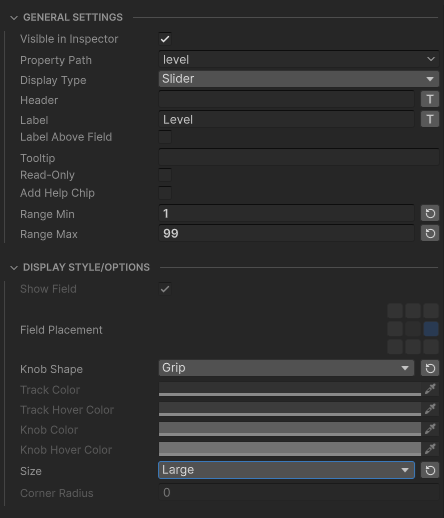 GENERAL SETTINGS
Visible in Inspector
Property Path level
Display Type Slider
Header T
Label Level T
Label Above Field
Tooltip
Read-Only
Add Help Chip
Range Min 1
Range Max 99
DISPLAY STYLE/OPTIONS
Show Field
Field Placement
Knob Shape Grip
Track Color
Track Hover Color
Knob Color
Knob Hover Color
Size Large
Corner Radius 0